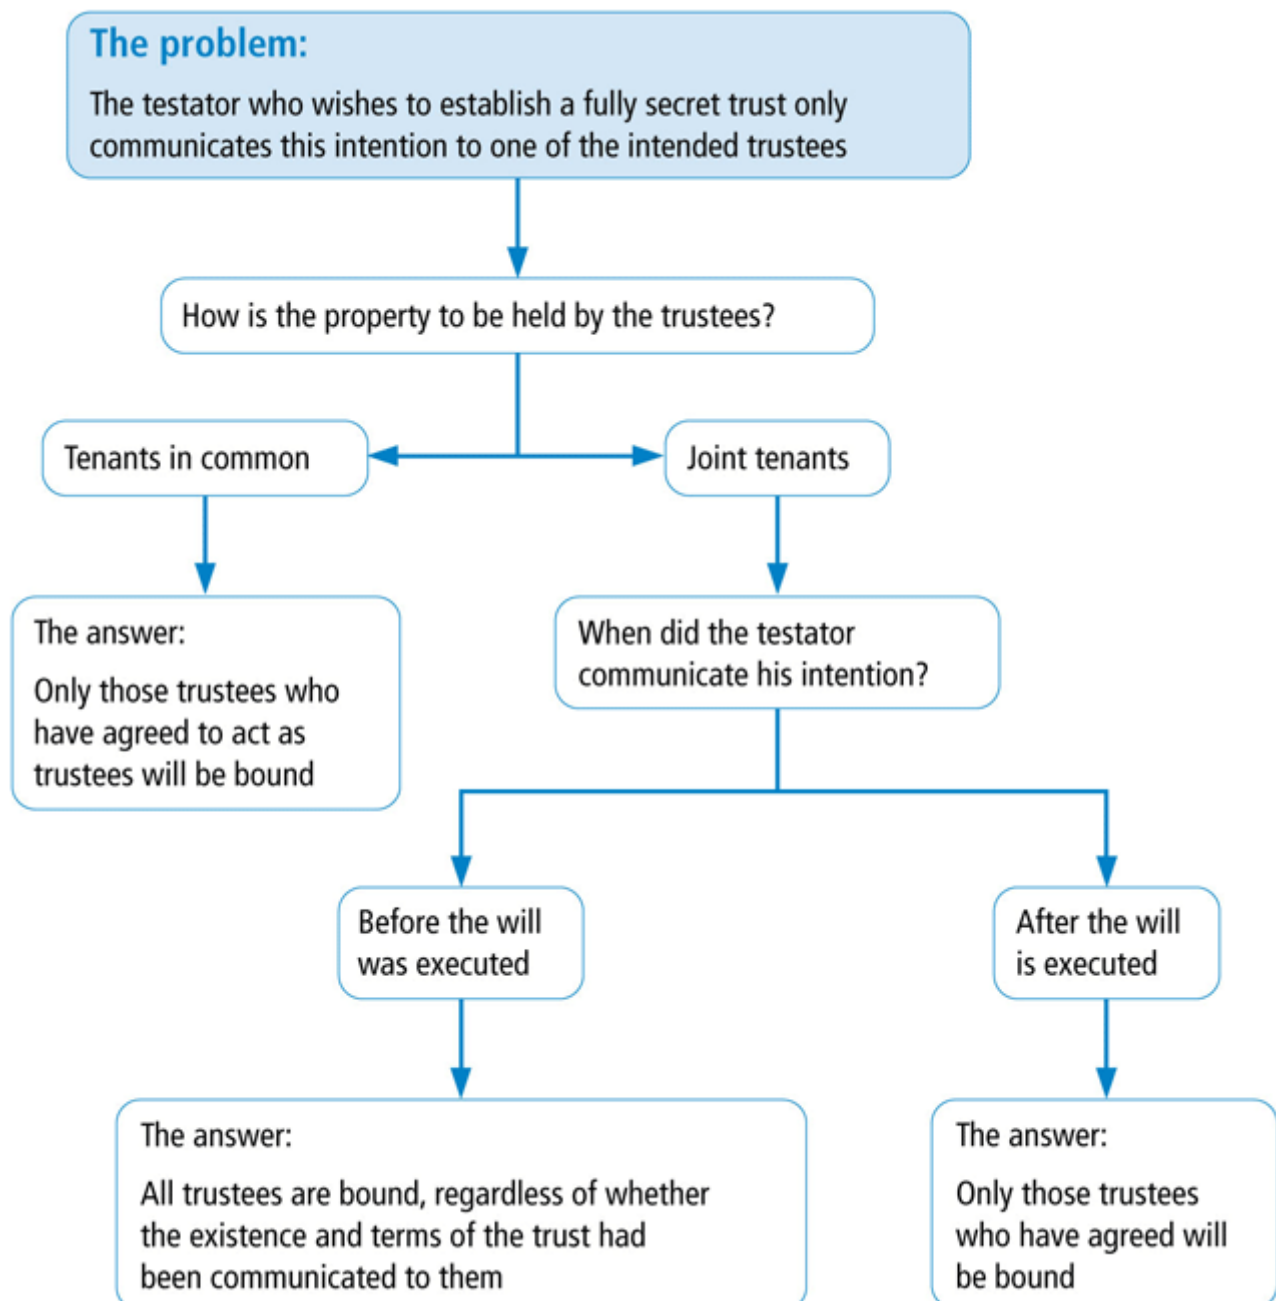 The problem:
The testator who wishes to establish a fully secret trust only
communicates this intention to one of the intended trustees
How is the property to be held by the trustees?
Tenants in common
Joint tenants
The answer:
Only those trustees who
have agreed to act as
trustees will be bound
When did the testator
communicate his intention?
Before the will
was executed
After the will
is executed
The answer:
All trustees are bound, regardless of whether
the existence and terms of the trust had
been communicated to them
The answer:
Only those trustees
who have agreed will
be bound